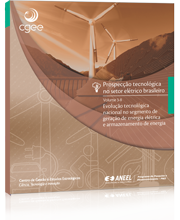 cgee
Prospecção tecnológica
no setor elétrico brasileiro
Evolução tecnológica
nacional no segmento de
geração de energia elétrica
e armazenamento de energia
Centro de Gestão e Estudos Estratégicos
Ciência, Tecnologia e Inovação
ANEEL